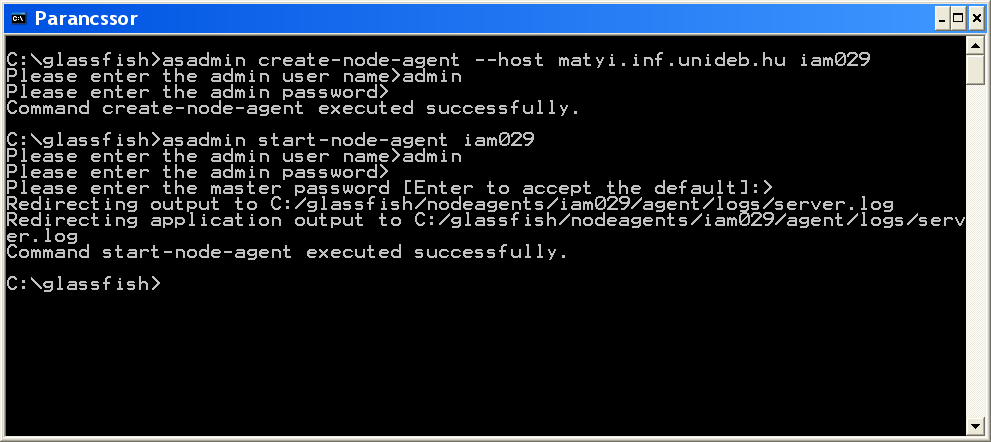 Parancssor
C:\glassfish>asadmin create-node-agent --host matyi.inf.unideb.hu iam029
Please enter the admin user name>admin
Please enter the admin password>
Command create-node-agent executed successfully.
C:\glassfish>asadmin start-node-agent iam029
Please enter the admin user name>admin
Please enter the admin password>
Please enter the master password [Enter to accept the default]:>
Redirecting output to C:/glassfish/nodeagents/iam029/agent/logs/server.log
Redirecting application output to C:/glassfish/nodeagents/iam029/agent/logs/serv
er.log
Command start-node-agent executed successfully.
C:\glassfish>